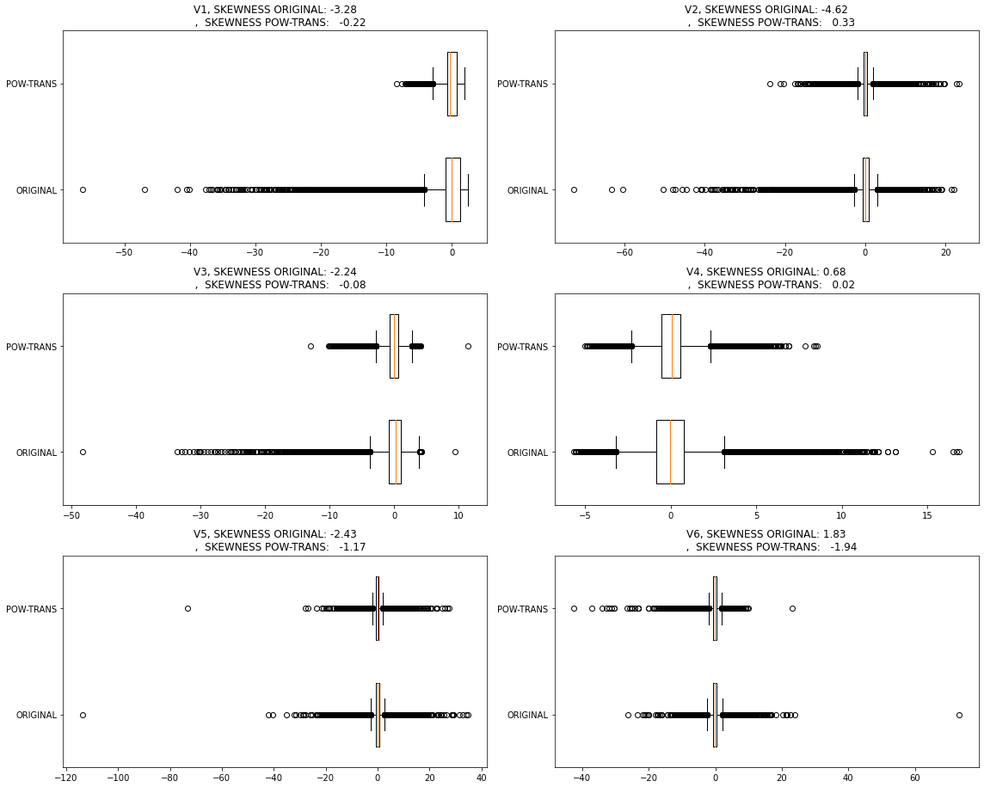 V1, SKEWNESS ORIGINAL: -3.28
, SKEWNESS POW-TRANS: -0.22
POW-TRANS
ORIGINAL
−50 −40 −30 −20 −10 0
V2, SKEWNESS ORIGINAL: -4.62
, SKEWNESS POW-TRANS: 0.33
POW-TRANS
ORIGINAL
−60 −40 −20 0 20
V3, SKEWNESS ORIGINAL: -2.24
, SKEWNESS POW-TRANS: -0.08
POW-TRANS
ORIGINAL
−50 −40 −30 −20 −10 0 10
V4, SKEWNESS ORIGINAL: 0.68
, SKEWNESS POW-TRANS: 0.02
POW-TRANS
ORIGINAL
−5 0 5 10 15
V5, SKEWNESS ORIGINAL: -2.43
, SKEWNESS POW-TRANS: -1.17
POW-TRANS
ORIGINAL
−120 −100 −80 −60 −40 −20 0 20 40
V6, SKEWNESS ORIGINAL: 1.83
, SKEWNESS POW-TRANS: -1.94
POW-TRANS
ORIGINAL
−40 −20 0 20 40 60